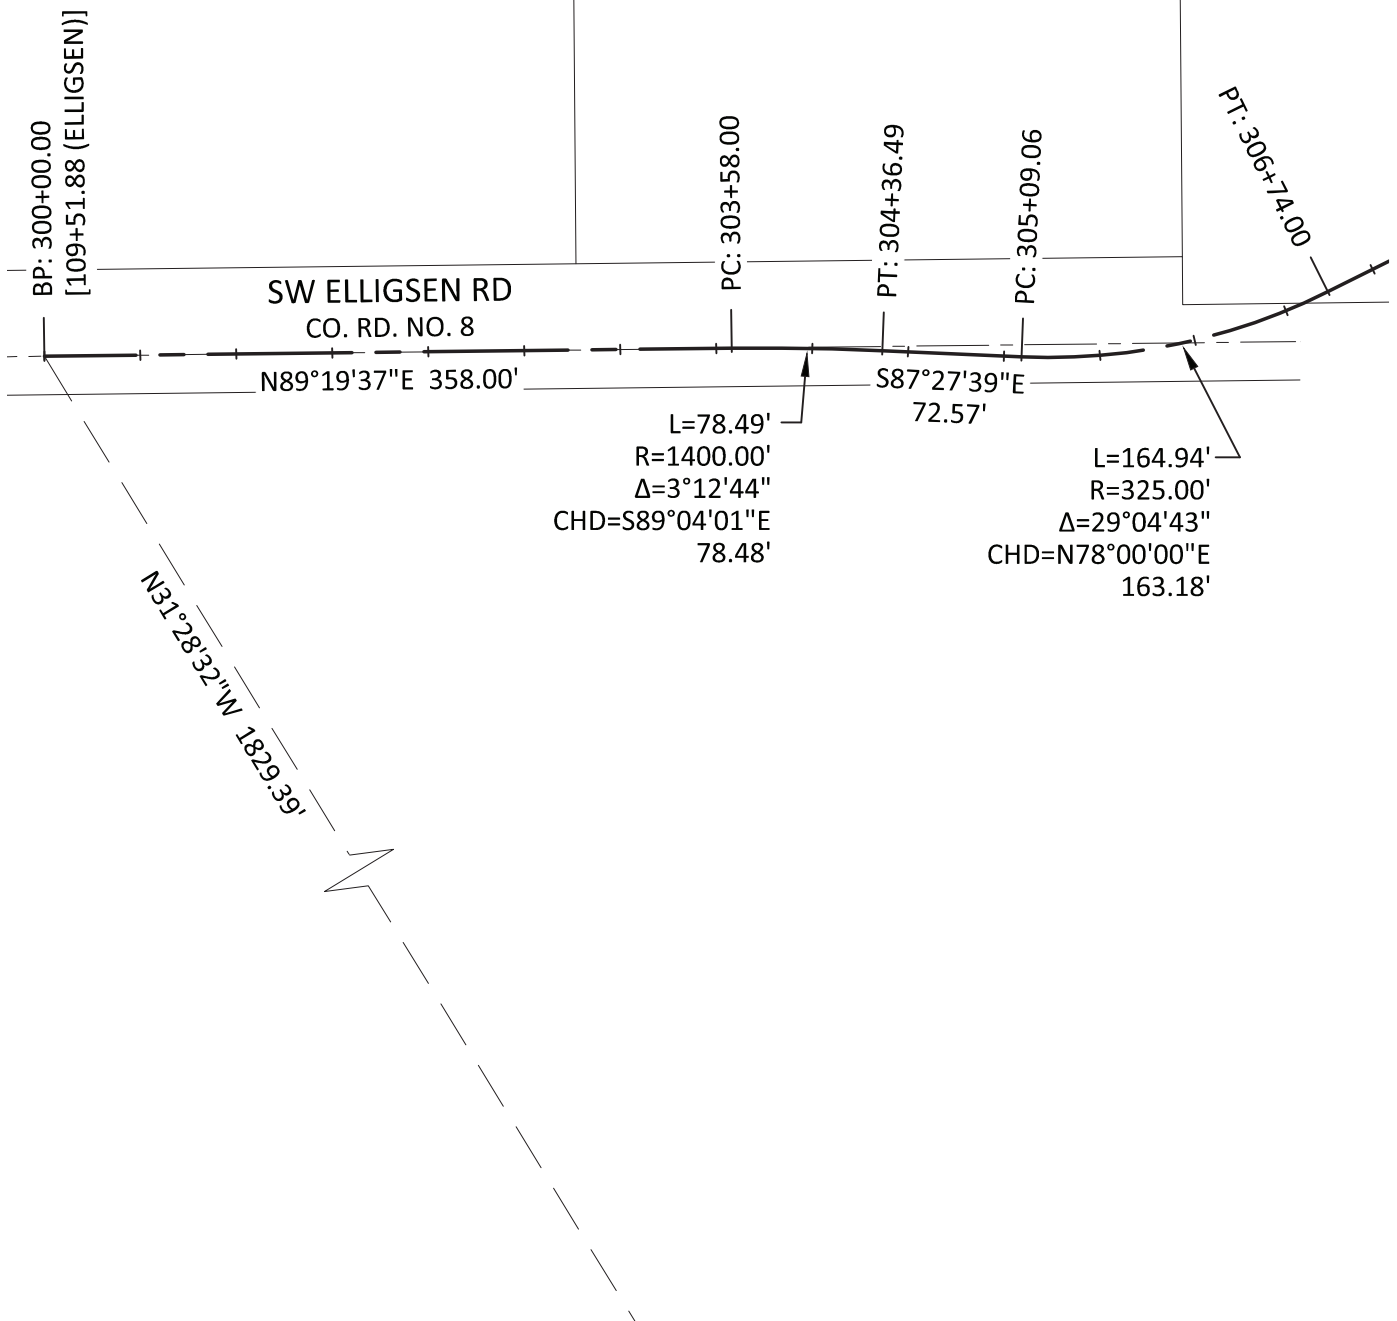 BP: 300+00.00
[109+51.88 (ELLIGSEN)]
SW ELLIGSEN RD
CO. RD. NO. 8
N89°19'37"E 358.00'
PC: 303+58.00
PT: 304+36.49
PC: 305+09.06
PT: 306+74.00
L=78.49'
R=1400.00'
Δ=3°12'44"
CHD=S89°04'01"E
78.48'
S87°27'39"E
72.57'
L=164.94'
R=325.00'
Δ=29°04'43"
CHD=N78°00'00"E
163.18'
N31°28'32"W 1829.39'